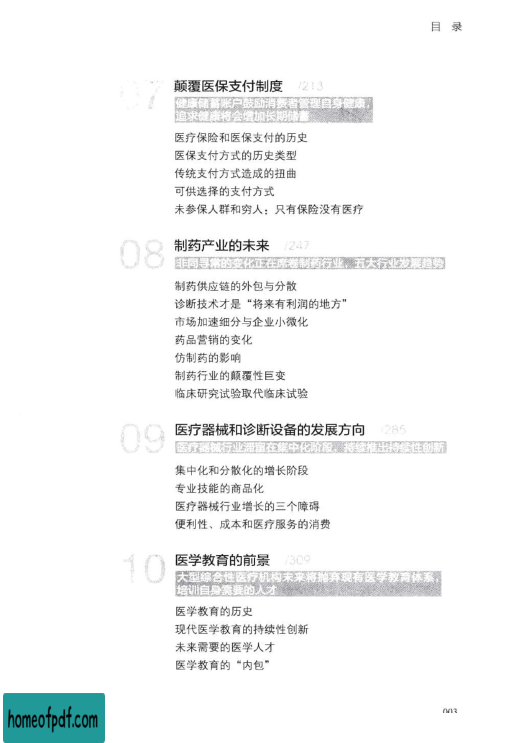 目 录
07
颠覆医保支付制度 /213
健康储蓄账户鼓励消费者管理自身健康，
追求健康将会增加长期储蓄
医疗保险和医保支付的历史
医保支付方式的历史类型
传统支付方式造成的扭曲
可供选择的支付方式
未参保人群和穷人：只有保险没有医疗
08 制药产业的未来 /247
非同寻常的变化正在席卷制药行业，五大行业发展趋势
制药供应链的外包与分散
诊断技术才是“将来有利润的地方”
市场加速细分与企业小微化
药品营销的变化
仿制药的影响
制药行业的颠覆性巨变
临床研究试验取代临床试验
09 医疗器械和诊断设备的发展方向 /285
医疗器械行业滞留在集中化阶段，持续推出持续性创新
集中化和分散化的增长阶段
专业技能的商品化
医疗器械行业增长的三个障碍
便利性、成本和医疗服务的消费
10 医学教育的前景 /309
大型综合性医疗机构未来将抛弃现有医学教育体系，
培训自身需要的人才
医学教育的历史
现代医学教育的持续性创新
未来需要的医学人才
医学教育的“内包”
003
homeofpdf.com